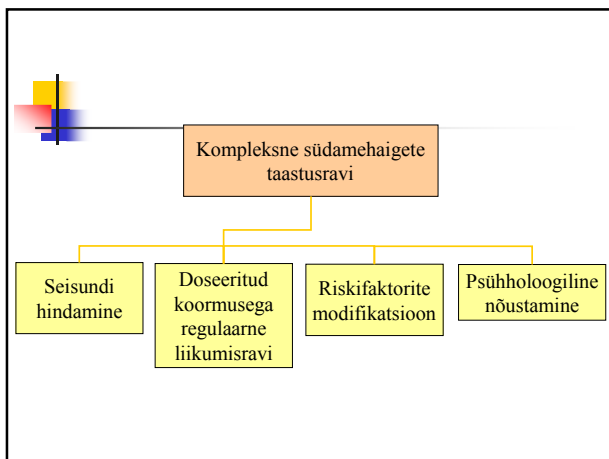 Kompleksne südamehaigete
taastusravi
Seisundi
hindamine
Doseeritud
koormusega
regulaarne
liikumisravi
Riskifaktorite
modifikatsioon
Psühholoogiline
nõustamine